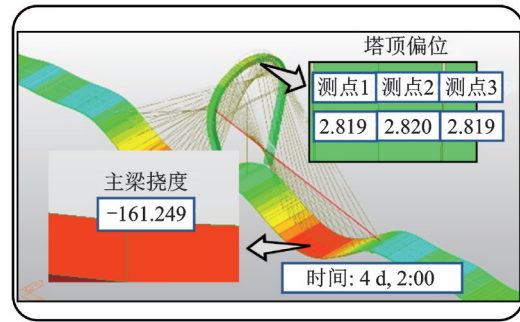 塔顶偏位
测点1 测点2 测点3
2.819 2.820 2.819
主梁挠度
-161.249
时间: 4 d, 2:00